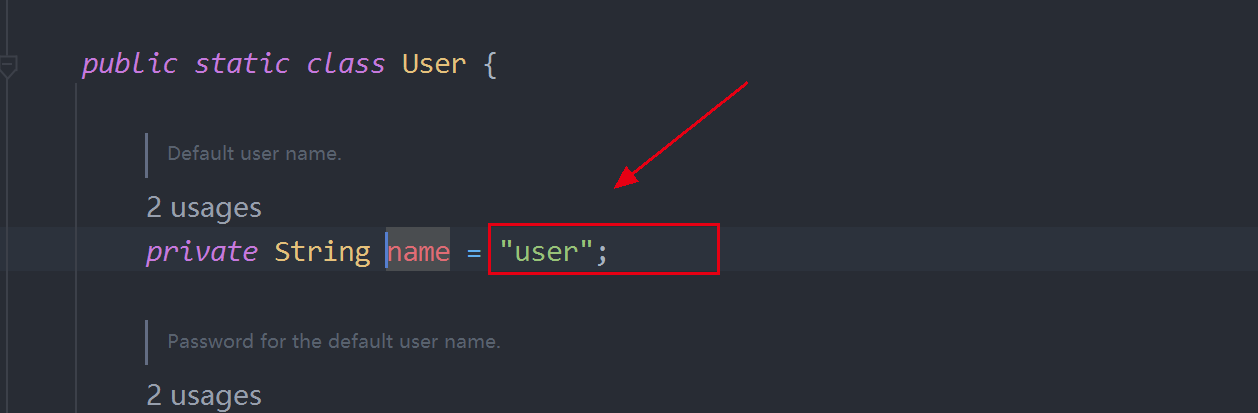 public static class User {
Default user name.
2 usages
private String name = "user";
Password for the default user name.
2 usages